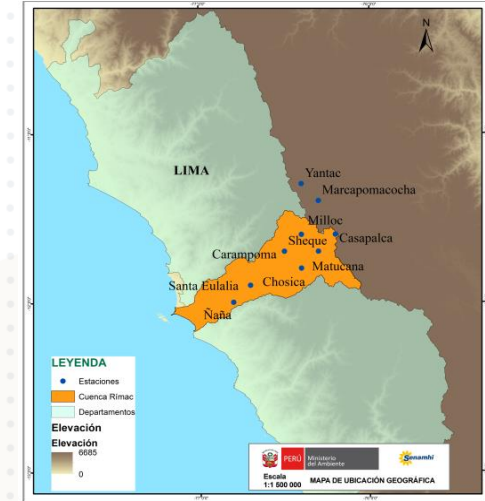 N
LIMA
Yantac
Marcapomacocha
Milloc
Sheque
Casapalca
Carampoma
Matucana
Santa Eulalia
Chosica
Ñaña
LEYENDA
Estaciones
Cuenca Rímac
Departamentos
Elevación
Elevación
6685
0
PERÚ
Ministerio
del Ambiente
Senamhi
Escala
1:1 500 000
MAPA DE UBICACIÓN GEOGRÁFICA